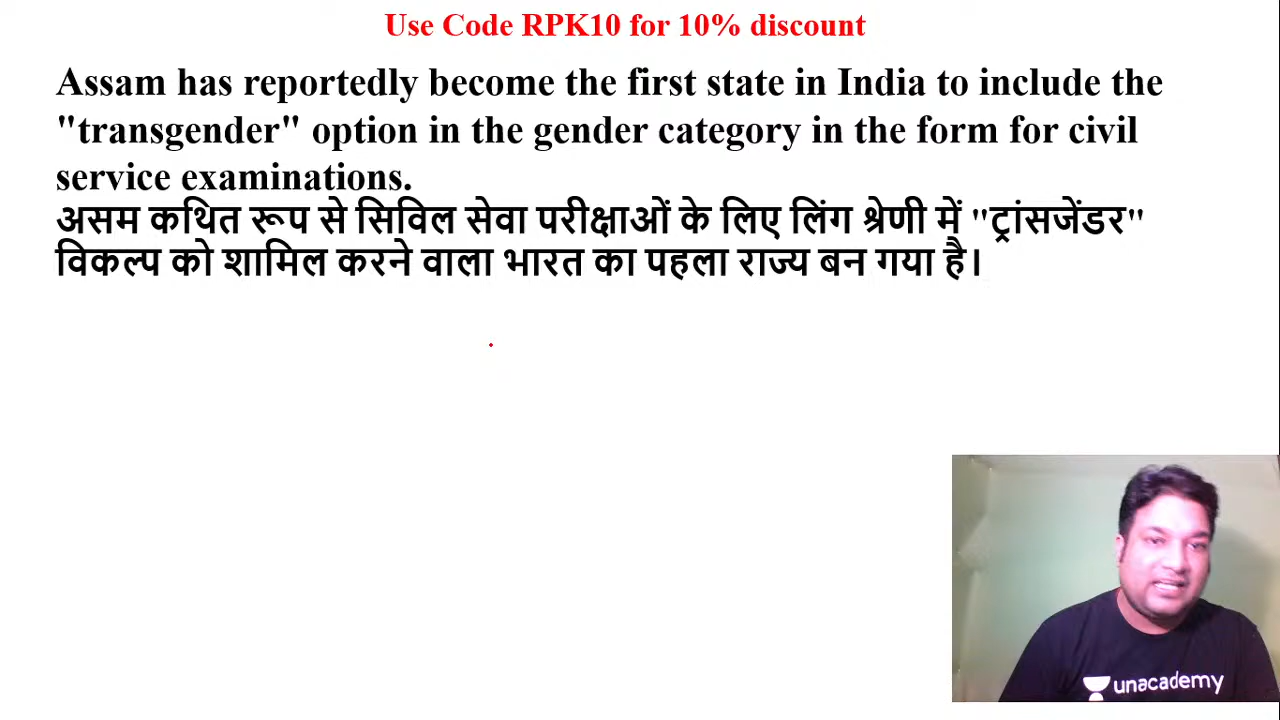 Use Code RPK10 for 10% discount
Assam has reportedly become the first state in India to include the
"transgender" option in the gender category in the form for civil
service examinations.
असम कथित रूप से सिविल सेवा परीक्षाओं के लिए लिंग श्रेणी में "ट्रांसजेंडर"
विकल्प को शामिल करने वाला भारत का पहला राज्य बन गया है।
unacademy